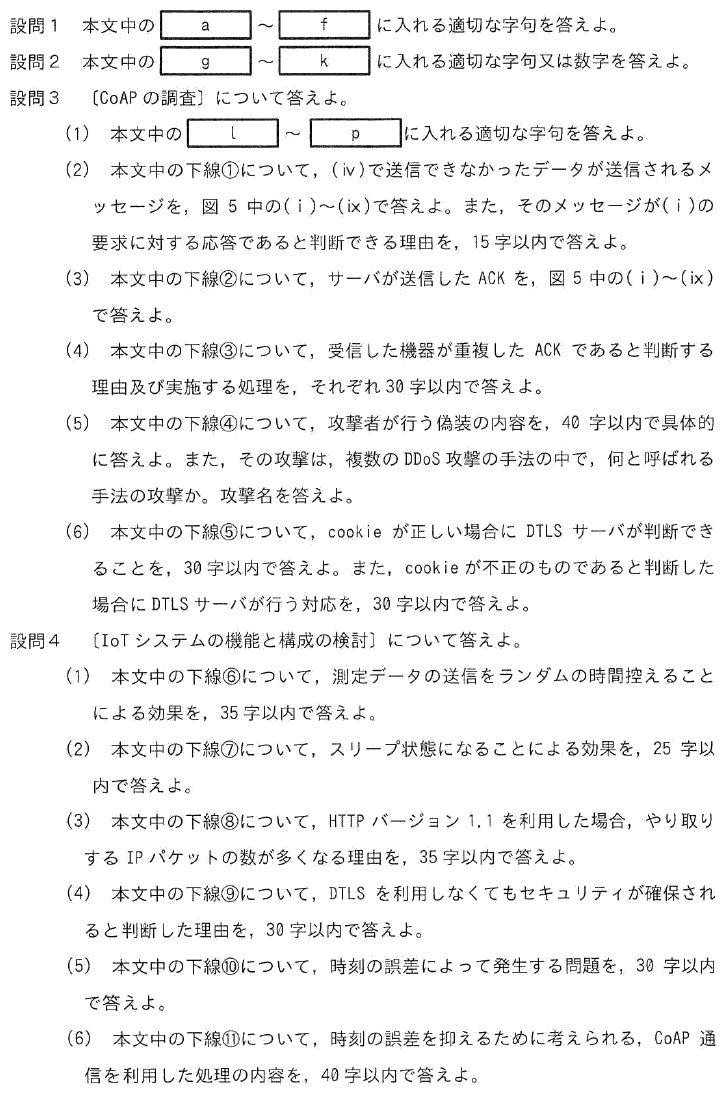 設問1 本文中の a ～ f に入れる適切な字句を答えよ。
設問2 本文中の g ～ k に入れる適切な字句又は数字を答えよ。
設問3 〔CoAPの調査〕について答えよ。
(1) 本文中の l ～ p に入れる適切な字句を答えよ。
(2) 本文中の下線①について，(ⅳ)で送信できなかったデータが送信されるメ
ッセージを，図5中の(ⅰ)～(ⅸ)で答えよ。また，そのメッセージが(ⅰ)の
要求に対する応答であると判断できる理由を，15字以内で答えよ。
(3) 本文中の下線②について，サーバが送信したACKを，図5中の(ⅰ)～(ⅸ)
で答えよ。
(4) 本文中の下線③について，受信した機器が重複したACKであると判断する
理由及び実施する処理を，それぞれ30字以内で答えよ。
(5) 本文中の下線④について，攻撃者が行う偽装の内容を，40字以内で具体的
に答えよ。また，その攻撃は，複数のDDoS攻撃の手法の中で，何と呼ばれる
手法の攻撃か。攻撃名を答えよ。
(6) 本文中の下線⑤について，cookieが正しい場合にDTLSサーバが判断でき
ることを，30字以内で答えよ。また，cookieが不正のものであると判断した
場合にDTLSサーバが行う対応を，30字以内で答えよ。
設問4 〔IoTシステムの機能と構成の検討〕について答えよ。
(1) 本文中の下線⑥について，測定データの送信をランダムの時間控えること
による効果を，35字以内で答えよ。
(2) 本文中の下線⑦について，スリープ状態になることによる効果を，25字以
内で答えよ。
(3) 本文中の下線⑧について，HTTPバージョン1.1を利用した場合，やり取り
するIPパケットの数が多くなる理由を，35字以内で答えよ。
(4) 本文中の下線⑨について，DTLSを利用しなくてもセキュリティが確保され
ると判断した理由を，30字以内で答えよ。
(5) 本文中の下線⑩について，時刻の誤差によって発生する問題を，30字以内
で答えよ。
(6) 本文中の下線⑪について，時刻の誤差を抑えるために考えられる，CoAP通
信を利用した処理の内容を，40字以内で答えよ。